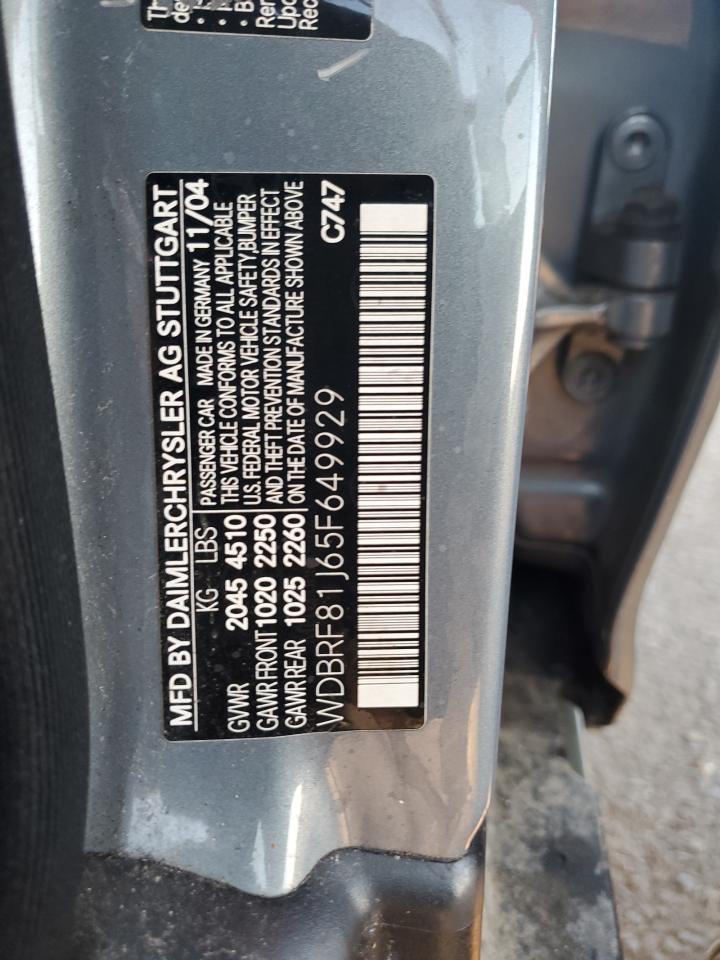 MFD BY DAIMLERCHRYSLER AG STUTTGART
KG LBS PASSENGER CAR MADE IN GERMANY 11/04
GVWR 2045 4510 THIS VEHICLE CONFORMS TO ALL APPLICABLE
U.S. FEDERAL MOTOR VEHICLE SAFETY,BUMPER
GAWR FRONT 1020 2250 AND THEFT PREVENTION STANDARDS IN EFFECT
GAWR REAR 1025 2260 ON THE DATE OF MANUFACTURE SHOWN ABOVE
WDBRF81J65F649929 C747